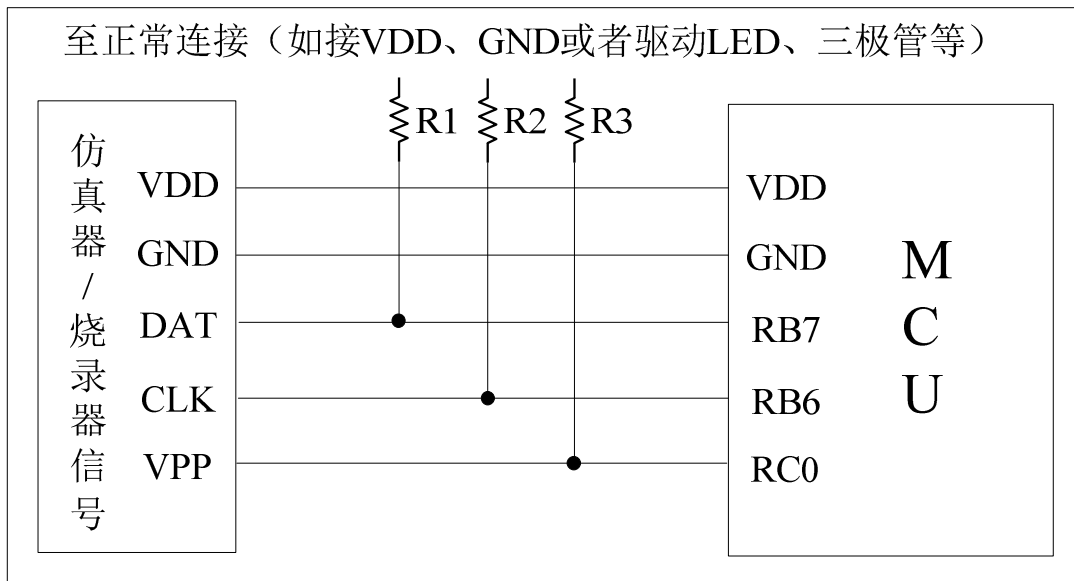 至正常连接（如接VDD、GND或者驱动LED、三极管等）
R1 R2 R3
仿真器/烧录器信号
VDD
GND
DAT
CLK
VPP
VDD
GND
RB7
RB6
RC0
MCU